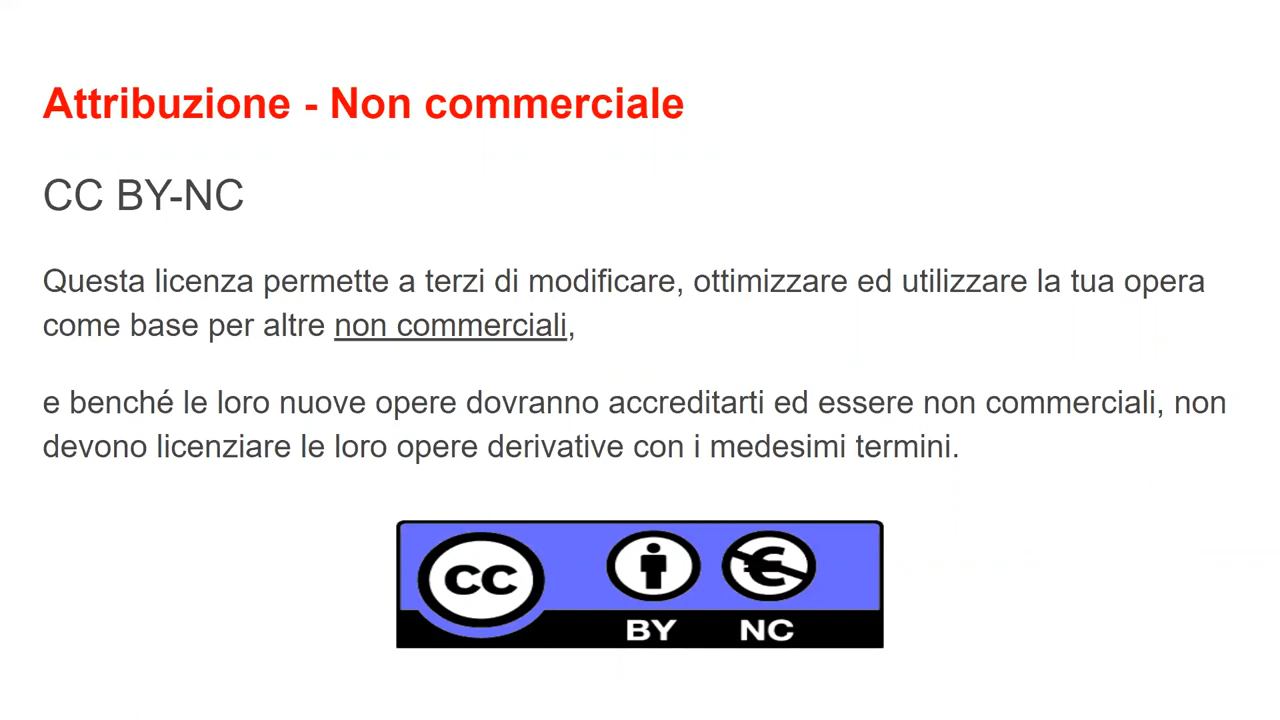 Attribuzione - Non commerciale
CC BY-NC
Questa licenza permette a terzi di modificare, ottimizzare ed utilizzare la tua opera
come base per altre non commerciali,
e benché le loro nuove opere dovranno accreditarti ed essere non commerciali, non
devono licenziare le loro opere derivative con i medesimi termini.
CC
BY NC